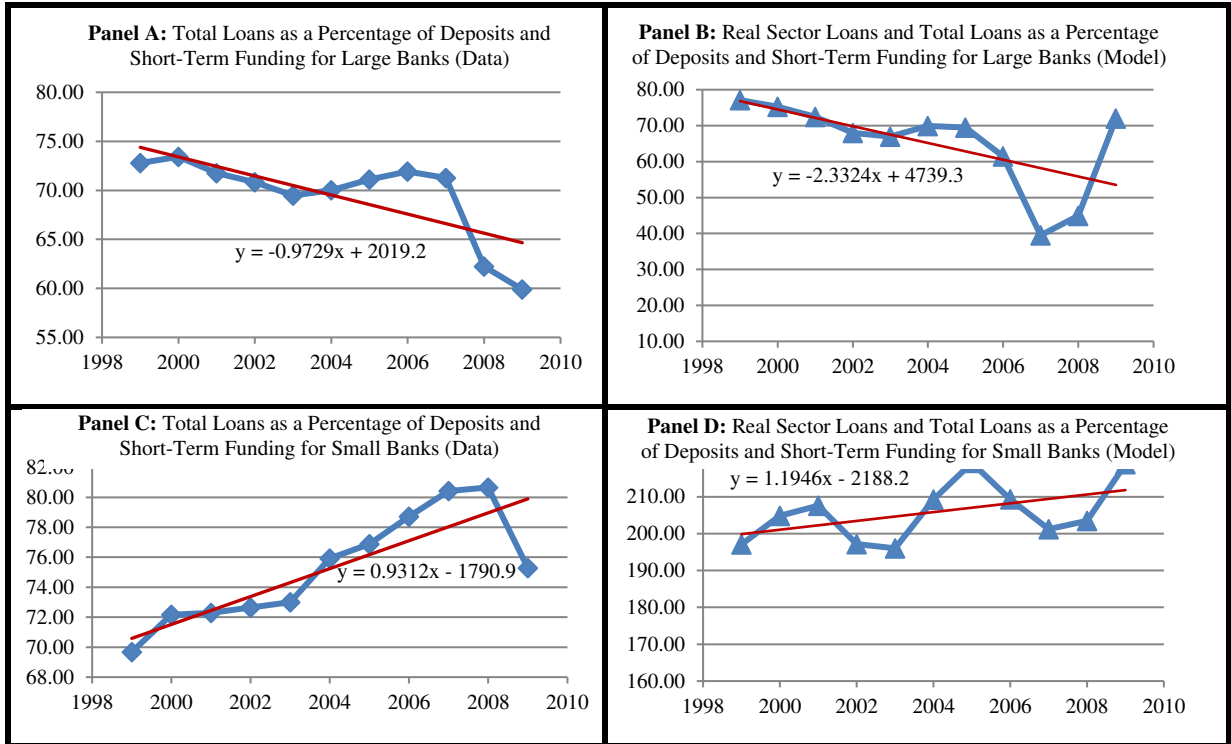 Panel A: Total Loans as a Percentage of Deposits and
Short-Term Funding for Large Banks (Data)
80.00
75.00
70.00
65.00
60.00
55.00
y = -0.9729x + 2019.2
1998 2000 2002 2004 2006 2008 2010
Panel B: Real Sector Loans and Total Loans as a Percentage
of Deposits and Short-Term Funding for Large Banks (Model)
80.00
70.00
60.00
50.00
40.00
30.00
20.00
10.00
y = -2.3324x + 4739.3
1998 2000 2002 2004 2006 2008 2010
Panel C: Total Loans as a Percentage of Deposits and
Short-Term Funding for Small Banks (Data)
82.00
80.00
78.00
76.00
74.00
72.00
70.00
68.00
y = 0.9312x - 1790.9
1998 2000 2002 2004 2006 2008 2010
Panel D: Real Sector Loans and Total Loans as a Percentage
of Deposits and Short-Term Funding for Small Banks (Model)
y = 1.1946x - 2188.2
210.00
200.00
190.00
180.00
170.00
160.00
1998 2000 2002 2004 2006 2008 2010